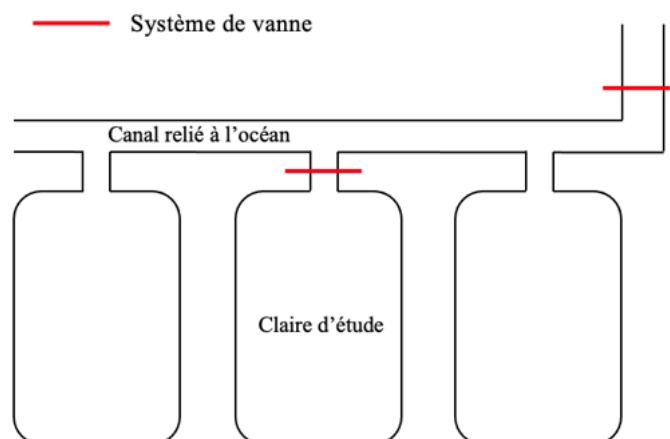 Système de vanne
Canal relié à l’océan
Claire d’étude